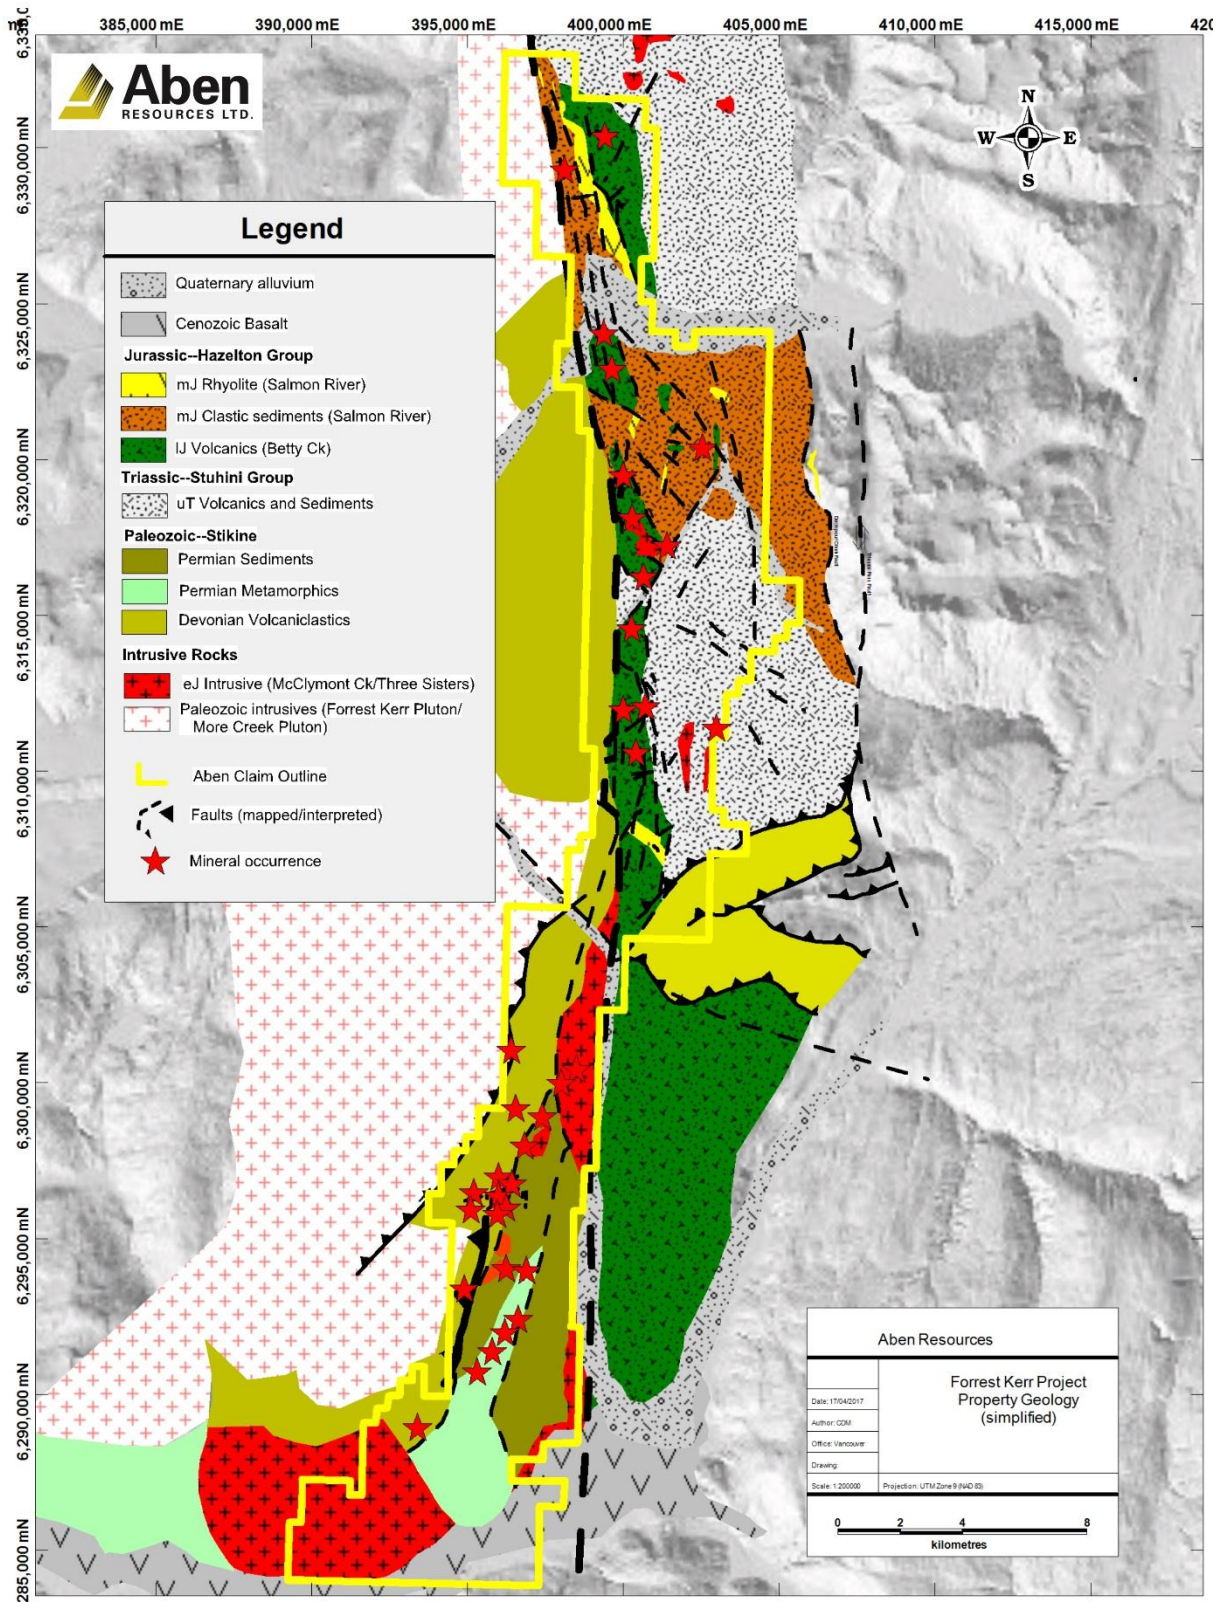 385,000 mE 390,000 mE 395,000 mE 400,000 mE 405,000 mE 410,000 mE 415,000 mE
Aben
RESOURCES LTD.
N
W E
S
6,330,000 mN
6,325,000 mN
6,320,000 mN
6,315,000 mN
6,310,000 mN
6,305,000 mN
6,300,000 mN
6,295,000 mN
6,290,000 mN
Legend
Quaternary alluvium
Cenozoic Basalt
Jurassic--Hazelton Group
mJ Rhyolite (Salmon River)
mJ Clastic sediments (Salmon River)
lJ Volcanics (Betty Ck)
Triassic--Stuhini Group
uT Volcanics and Sediments
Paleozoic--Stikine
Permian Sediments
Permian Metamorphics
Devonian Volcaniclastics
Intrusive Rocks
eJ Intrusive (McClymont Ck/Three Sisters)
Paleozoic intrusives (Forrest Kerr Pluton/
More Creek Pluton)
Aben Claim Outline
Faults (mapped/interpreted)
Mineral occurrence
Aben Resources
Forrest Kerr Project
Property Geology
(simplified)
Date: 17/04/2017
Author: CDM
Office: Vancouver
Drawing:
Scale: 1:200000 Projection: UTM Zone 9 (NAD 83)
0 2 4 8
kilometres